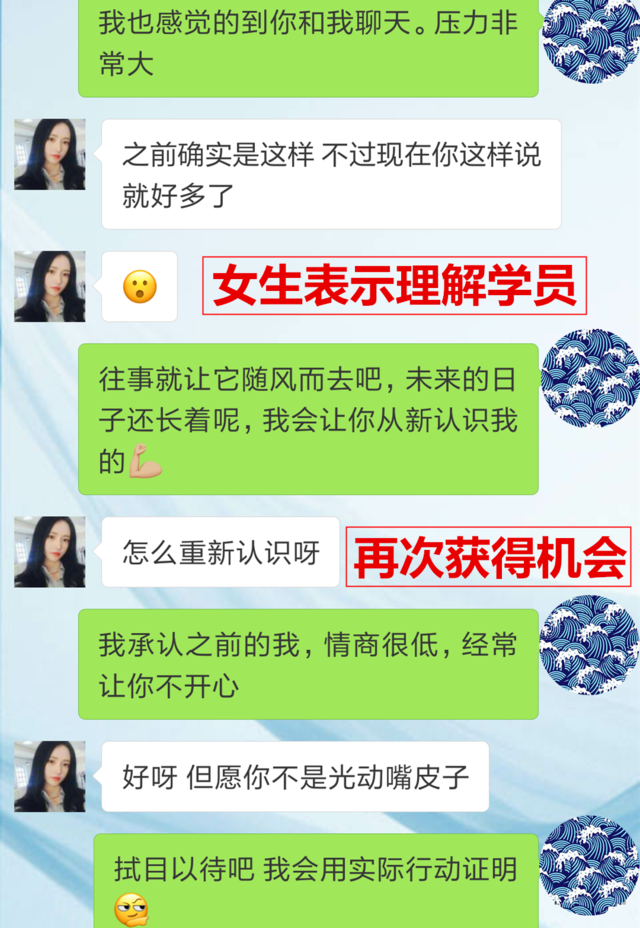 我也感觉的到你和我聊天。压力非
常大
之前确实是这样 不过现在你这样说
就好多了
女生表示理解学员
往事就让它随风而去吧，未来的日
子还长着呢，我会让你从新认识我
的💪🏼
怎么重新认识呀
再次获得机会
我承认之前的我，情商很低，经常
让你不开心
好呀 但愿你不是光动嘴皮子
拭目以待吧 我会用实际行动证明